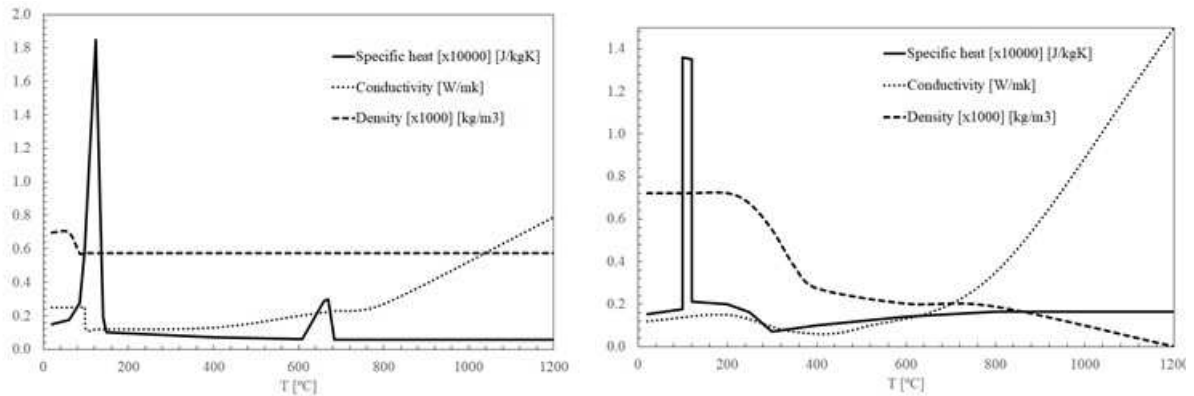 2.0
1.8
1.6
1.4
1.2
1.0
0.8
0.6
0.4
0.2
0.0
Specific heat [x10000] [J/kgK]
Conductivity [W/mk]
Density [x1000] [kg/m3]
0 200 400 600 800 1000 1200
T [ºC]
1.4
1.2
1.0
0.8
0.6
0.4
0.2
0.0
Specific heat [x10000] [J/kgK]
Conductivity [W/mk]
Density [x1000] [kg/m3]
0 200 400 600 800 1000 1200
T [ºC]